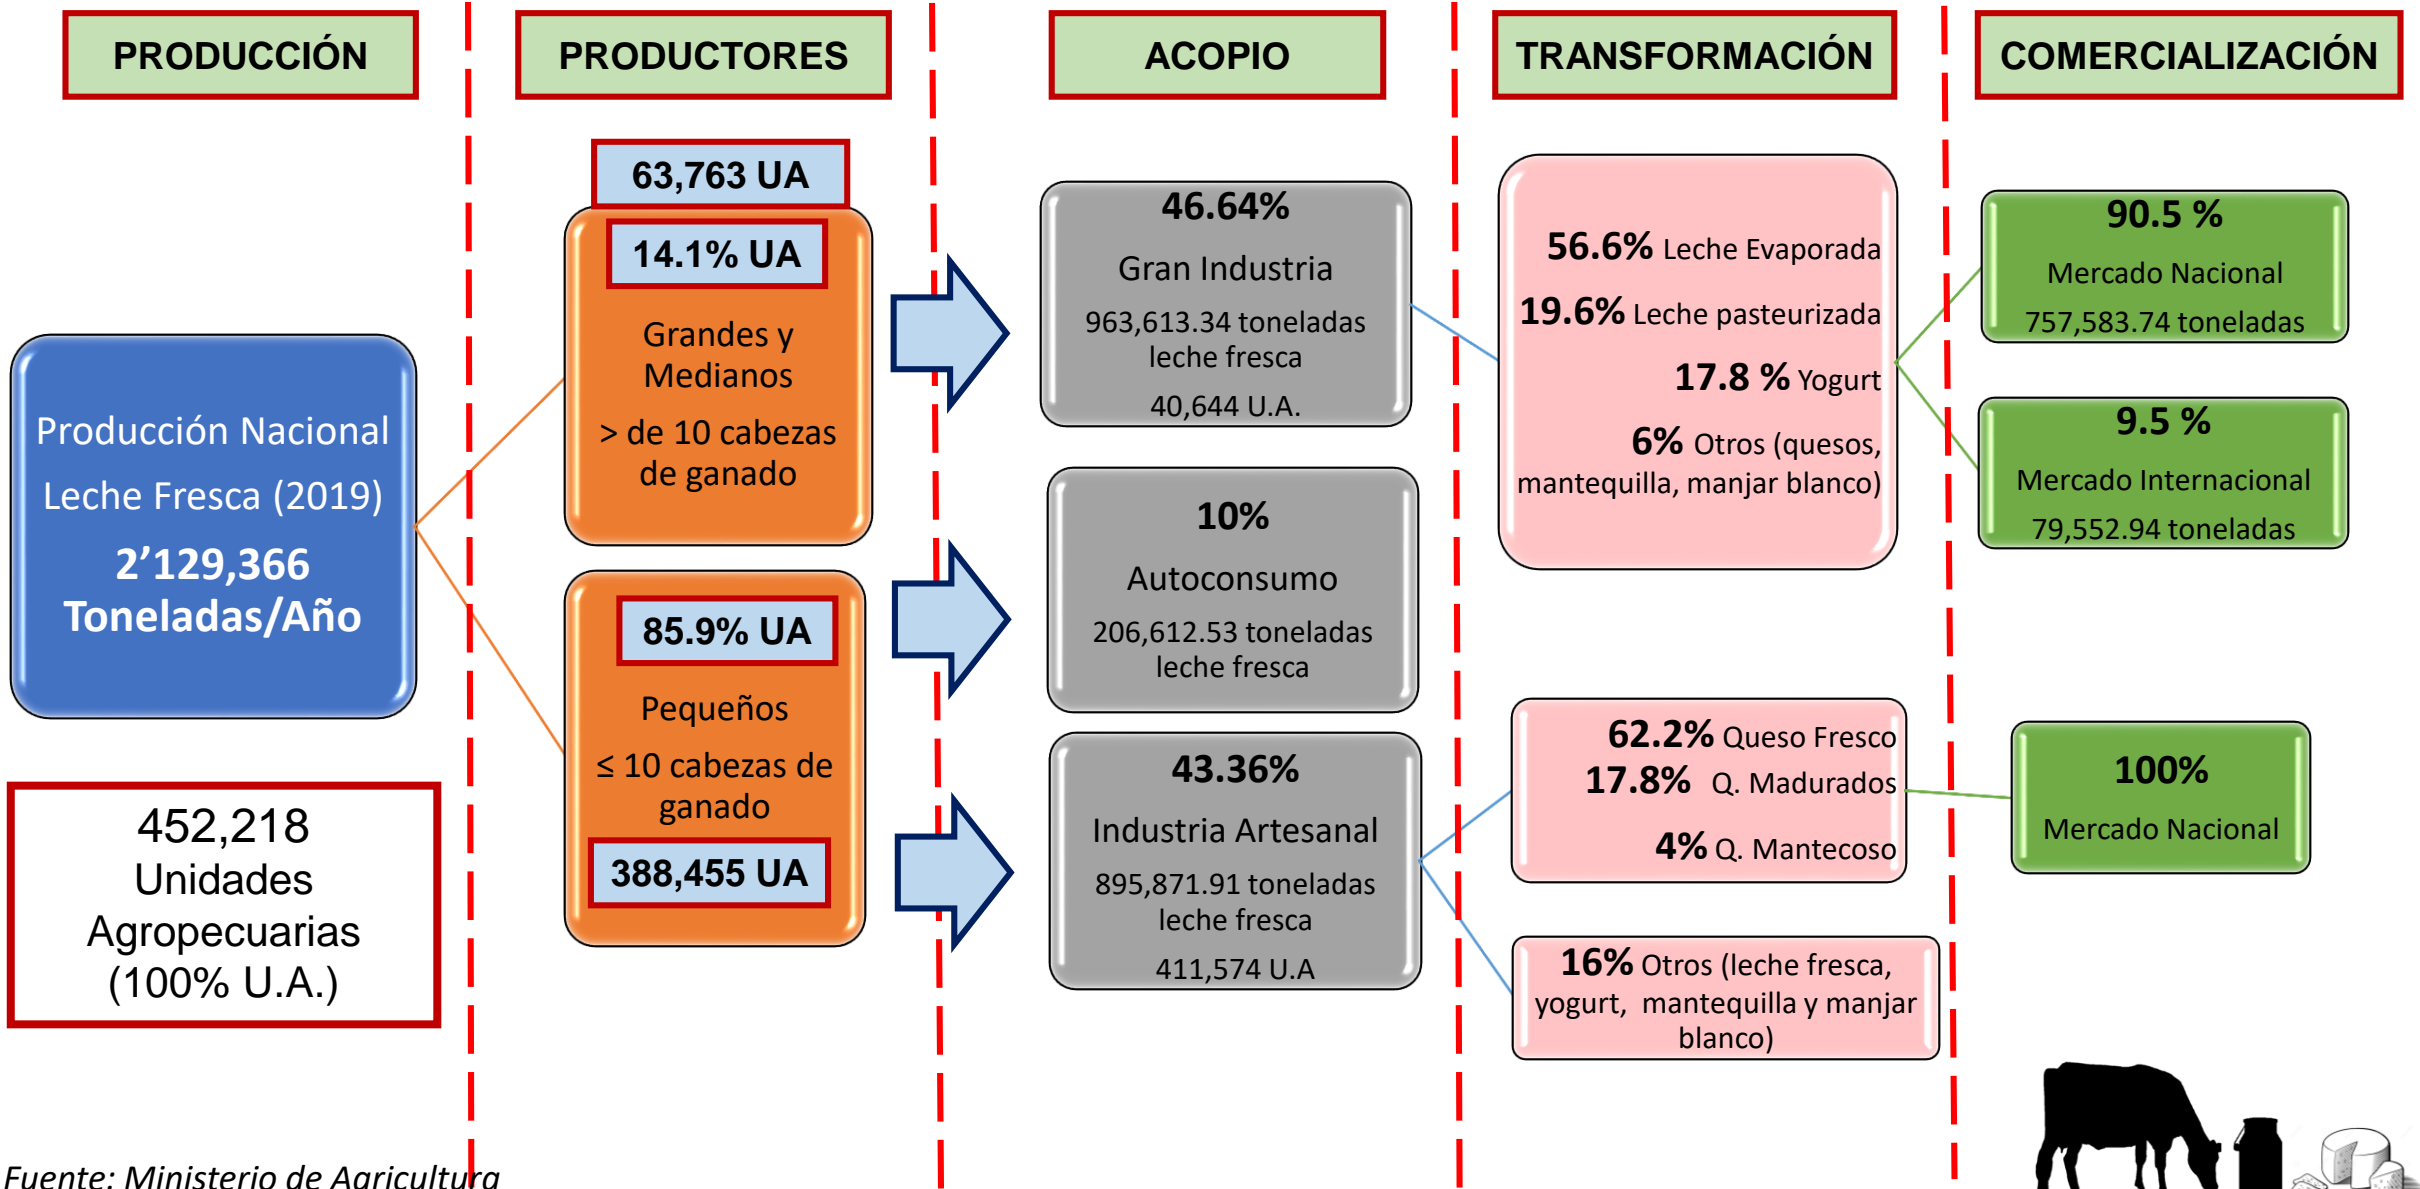 PRODUCCIÓN
PRODUCTORES
ACOPIO
TRANSFORMACIÓN
COMERCIALIZACIÓN
Producción Nacional
Leche Fresca (2019)
2’129,366
Toneladas/Año
452,218
Unidades
Agropecuarias
(100% U.A.)
63,763 UA
14.1% UA
Grandes y
Medianos
> de 10 cabezas
de ganado
85.9% UA
Pequeños
≤ 10 cabezas de
ganado
388,455 UA
46.64%
Gran Industria
963,613.34 toneladas
leche fresca
40,644 U.A.
10%
Autoconsumo
206,612.53 toneladas
leche fresca
43.36%
Industria Artesanal
895,871.91 toneladas
leche fresca
411,574 U.A
56.6% Leche Evaporada
19.6% Leche pasteurizada
17.8 % Yogurt
6% Otros (quesos,
mantequilla, manjar blanco)
62.2% Queso Fresco
17.8% Q. Madurados
4% Q. Mantecoso
16% Otros (leche fresca,
yogurt, mantequilla y manjar
blanco)
90.5 %
Mercado Nacional
757,583.74 toneladas
9.5 %
Mercado Internacional
79,552.94 toneladas
100%
Mercado Nacional
Fuente: Ministerio de Agricultura